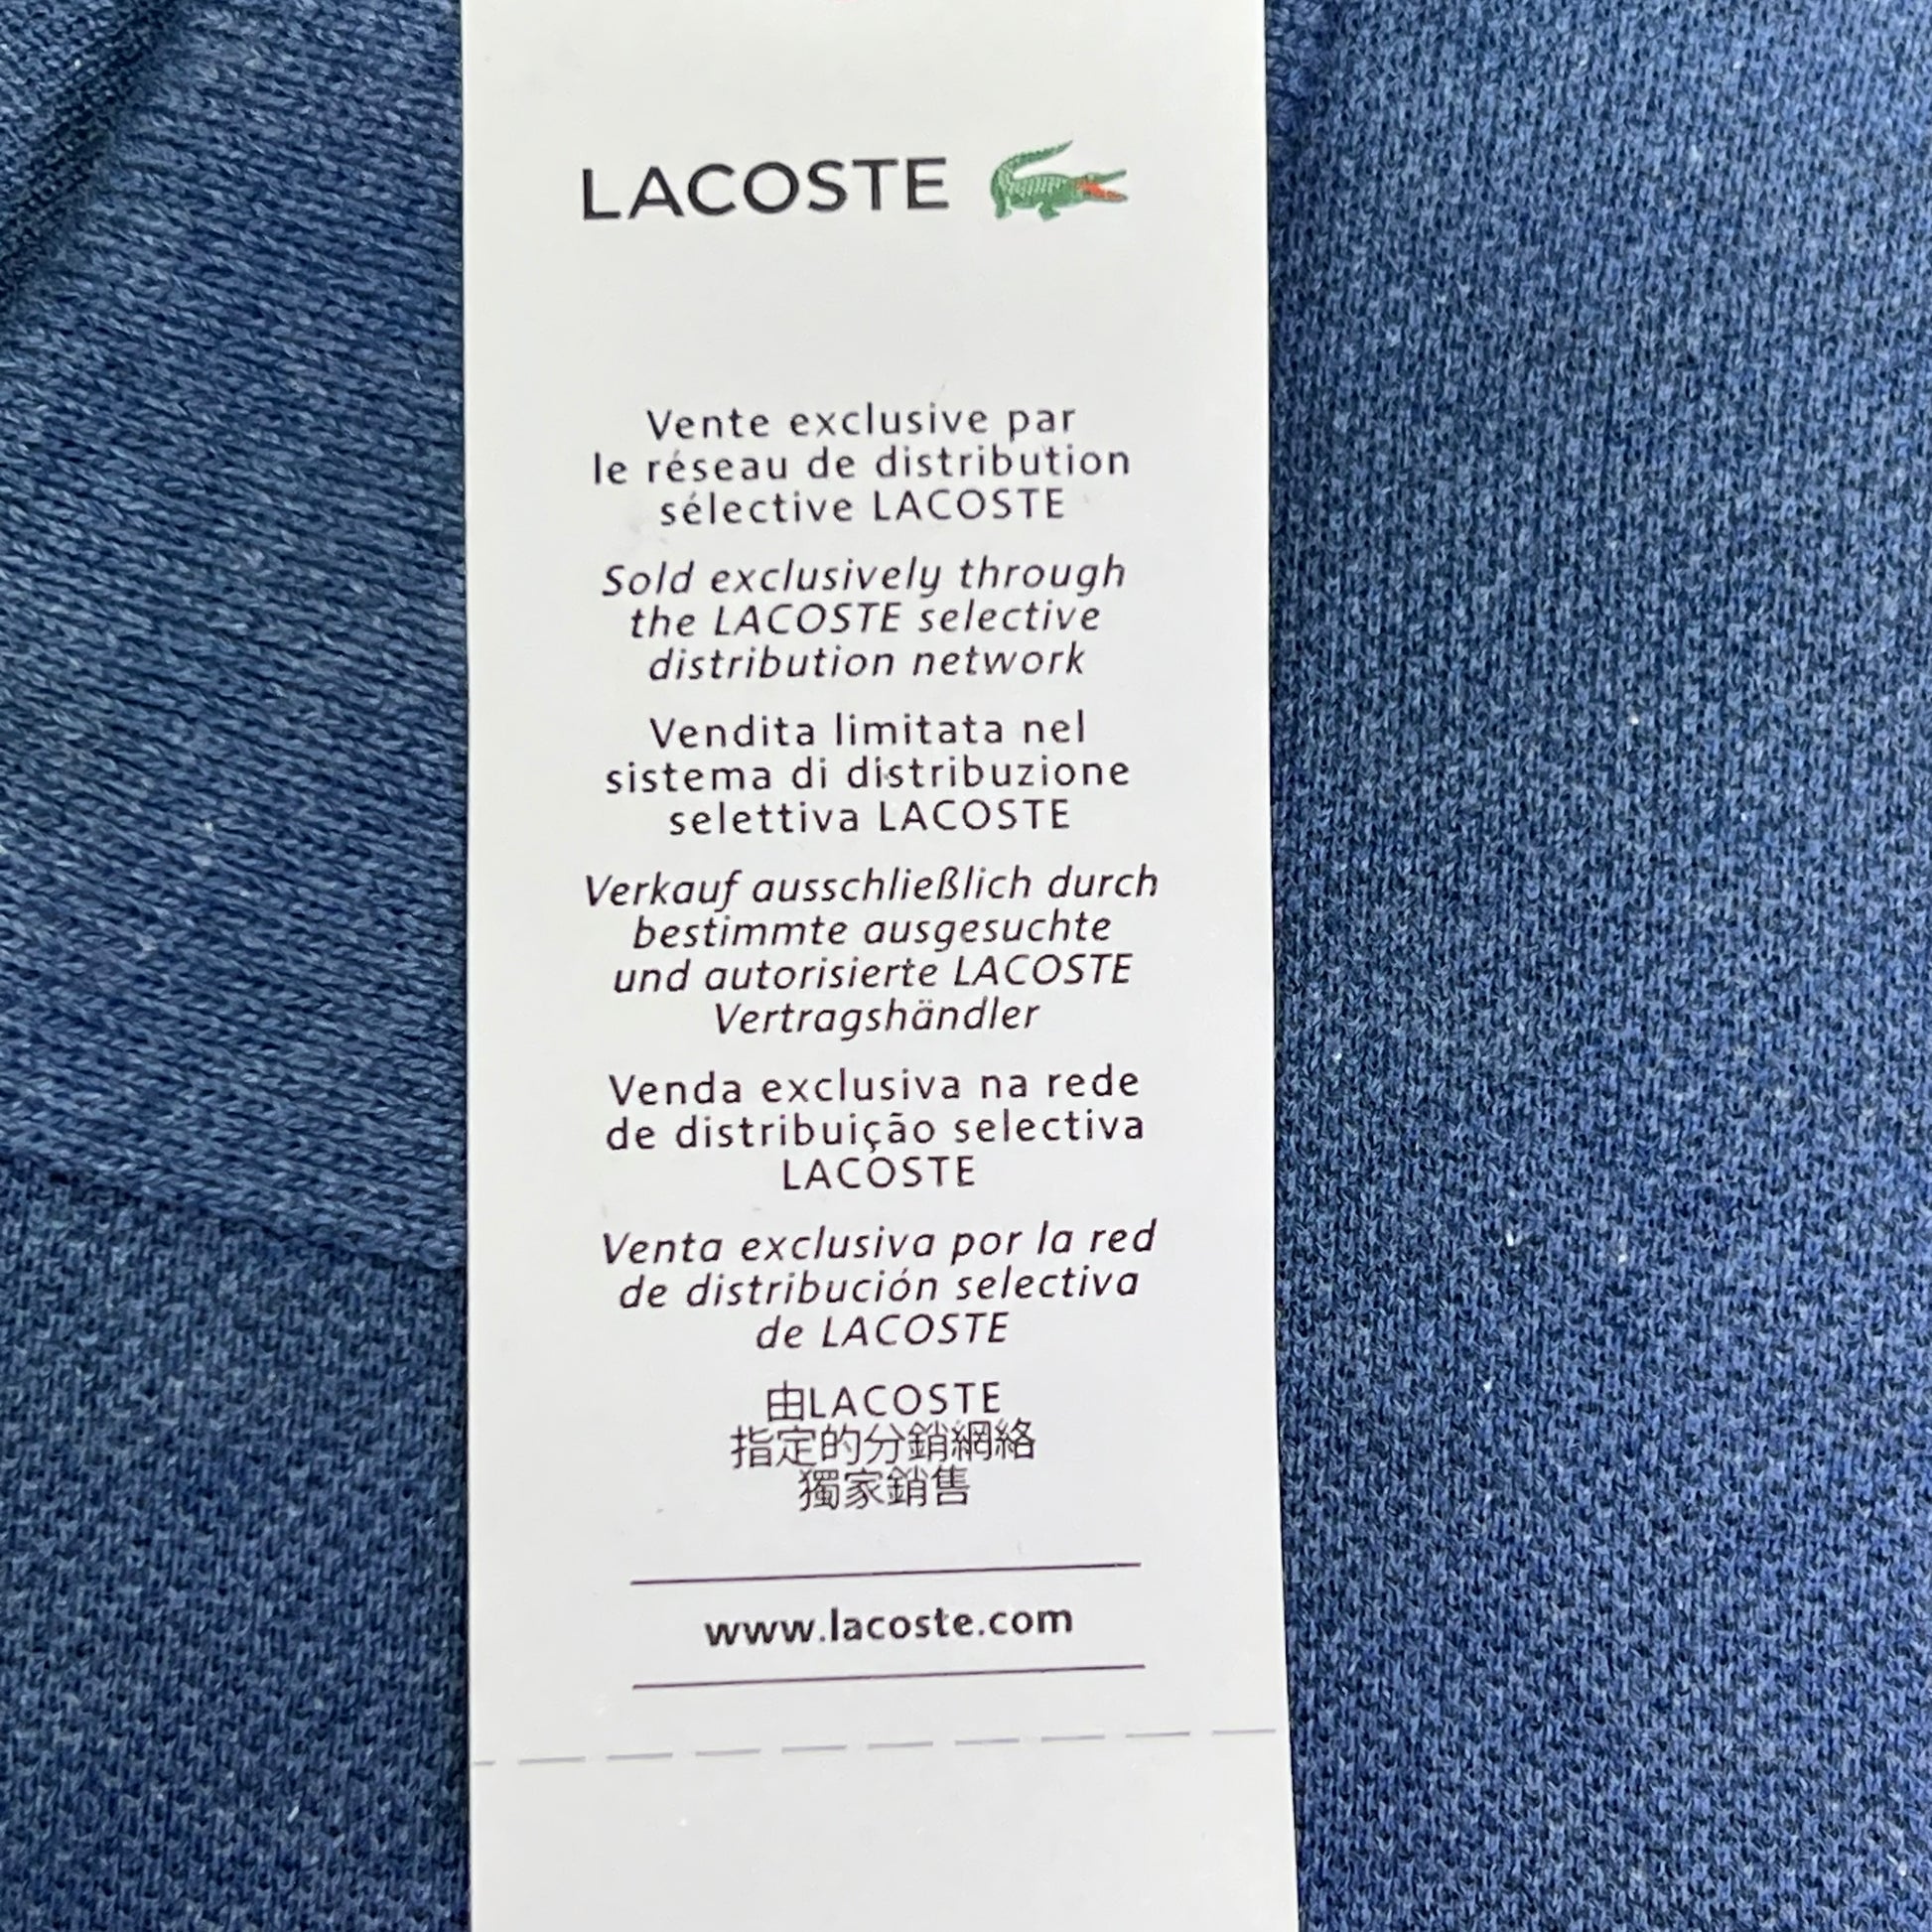 LACOSTE
Vente exclusive par
le réseau de distribution
sélective LACOSTE
Sold exclusively through
the LACOSTE selective
distribution network
Vendita limitata nel
sistema di distribuzione
selettiva LACOSTE
Verkauf ausschließlich durch
bestimmte ausgesuchte
und autorisierte LACOSTE
Vertragshändler
Venda exclusiva na rede
de distribuição selectiva
LACOSTE
Venta exclusiva por la red
de distribución selectiva
de LACOSTE
由LACOSTE
指定的分銷網絡
獨家銷售
www.lacoste.com